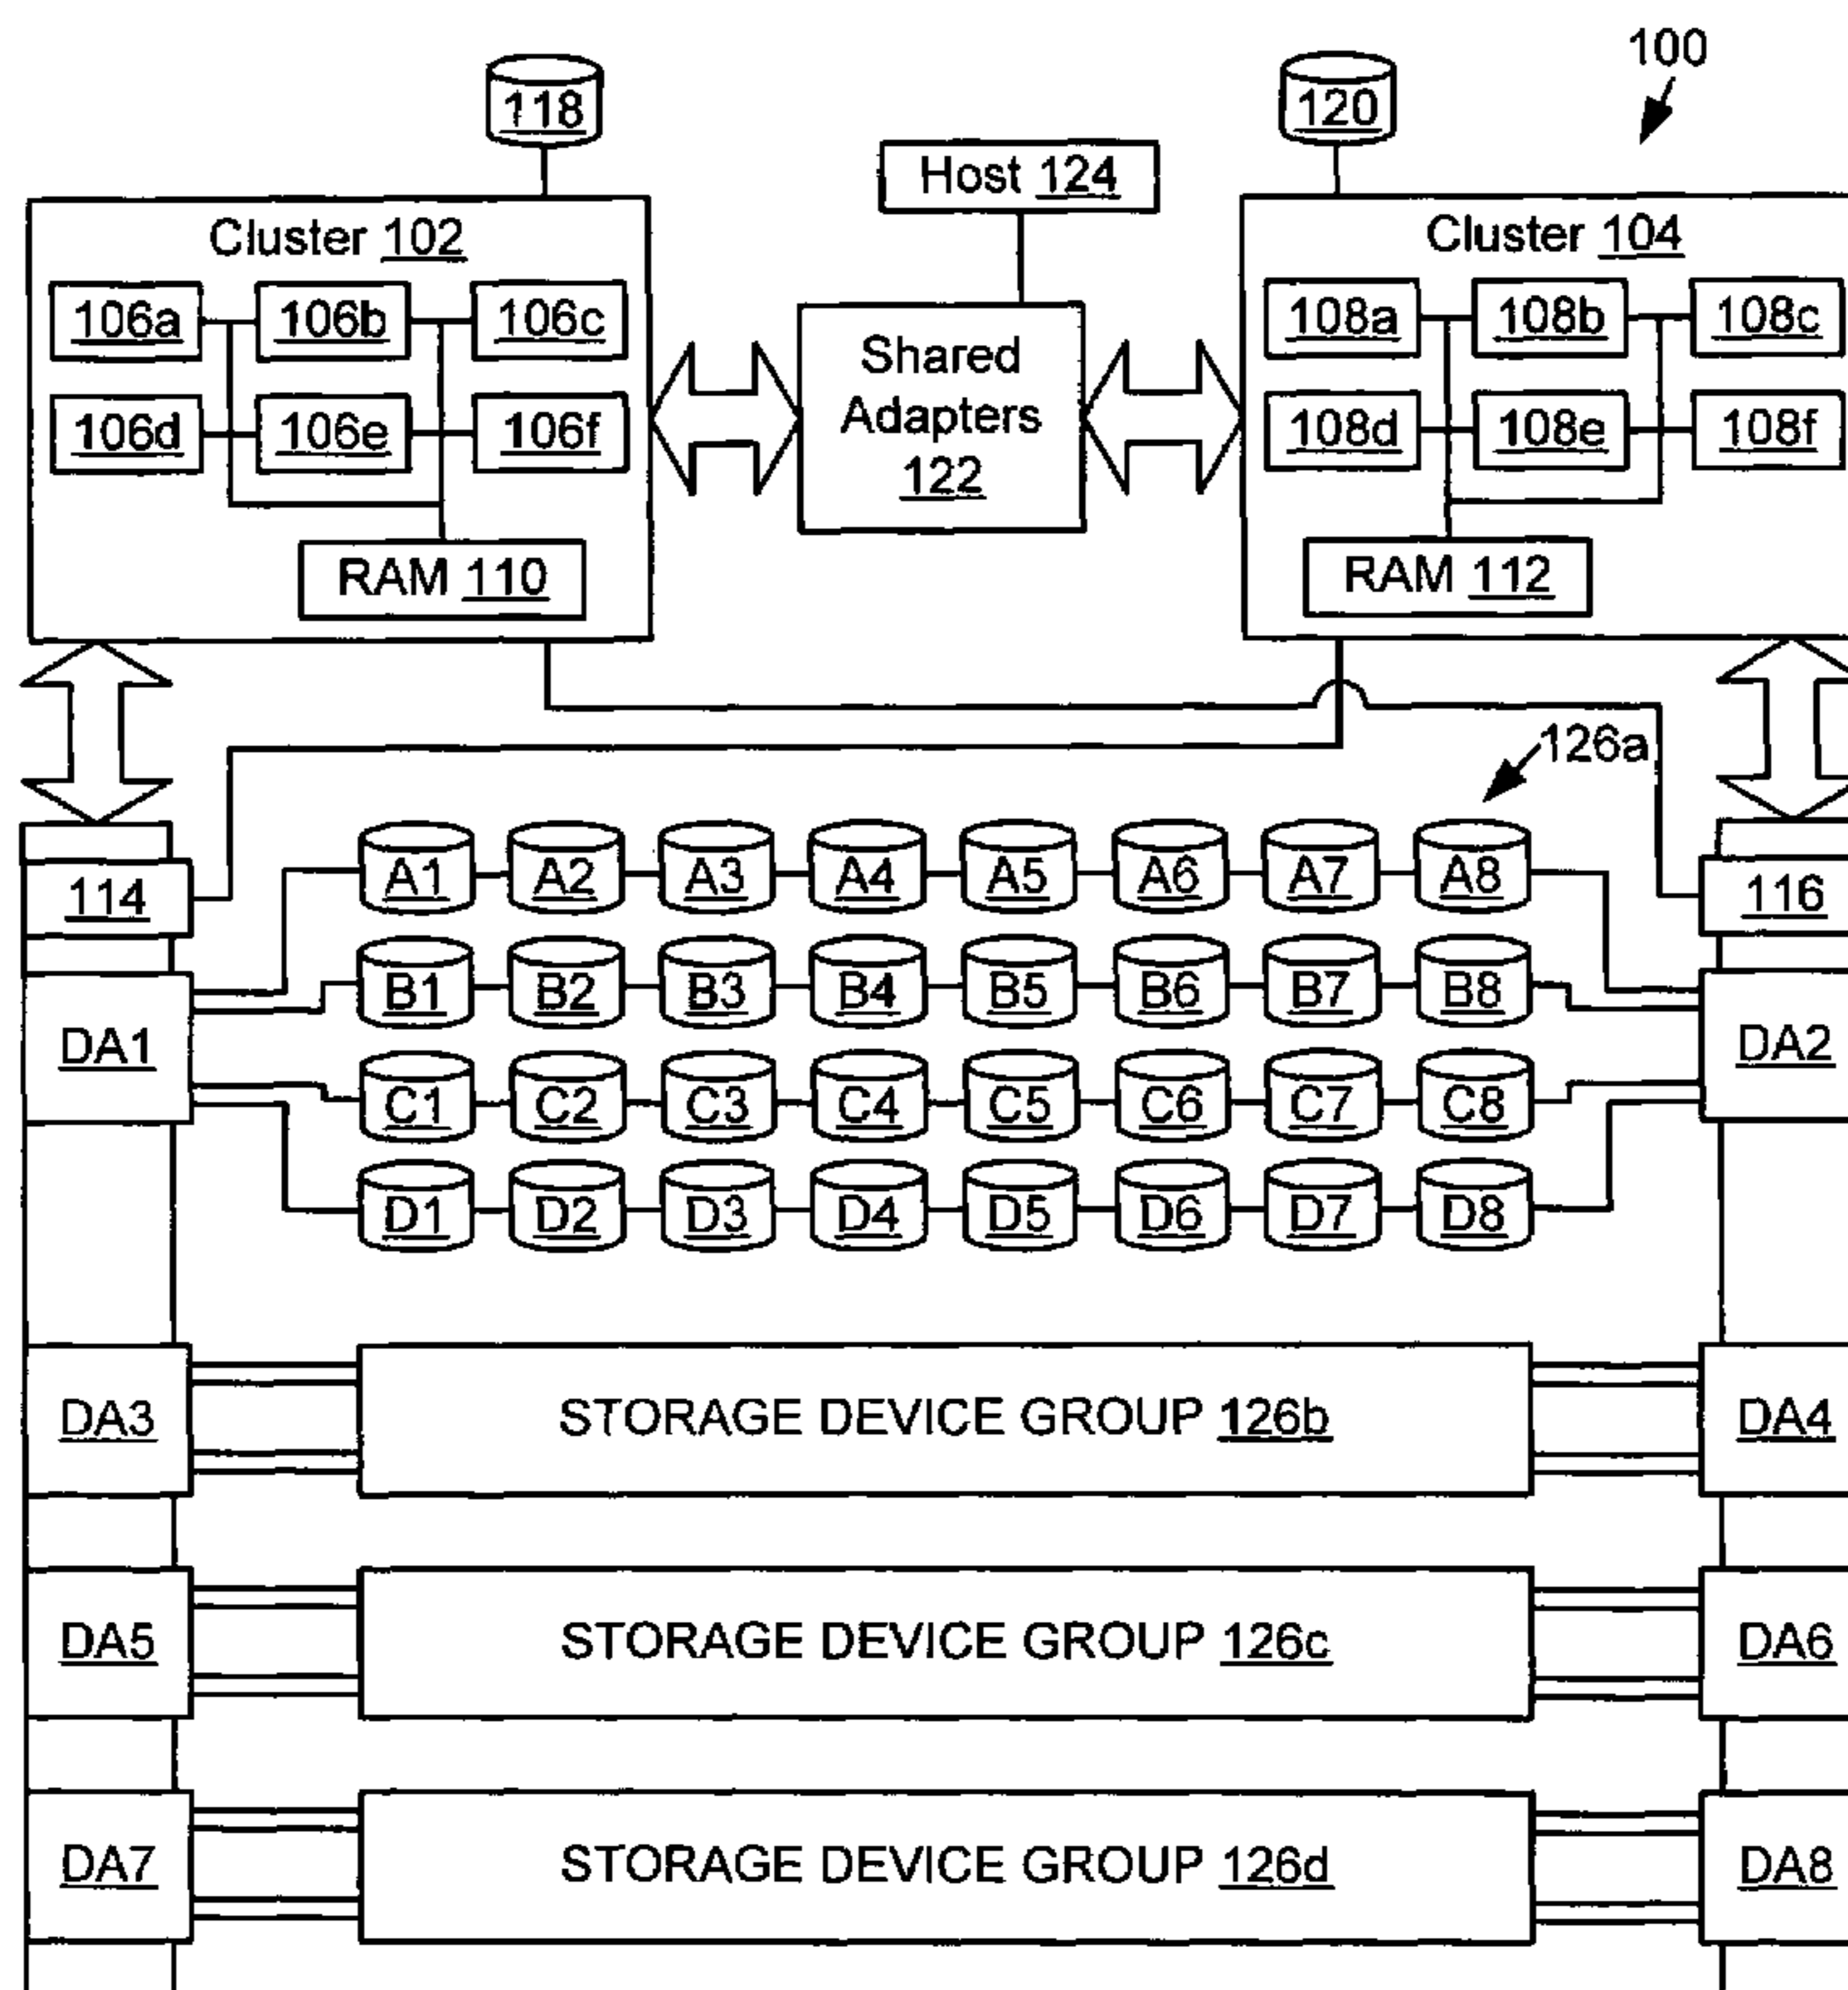 100
118
120
Host 124
Cluster 102
Cluster 104
106a 106b 106c
108a 108b 108c
Shared
Adapters
122
106d 106e 106f
108d 108e 108f
RAM 110
RAM 112
126a
114
A1 A2 A3 A4 A5 A6 A7 A8
116
B1 B2 B3 B4 B5 B6 B7 B8
DA1
DA2
C1 C2 C3 C4 C5 C6 C7 C8
D1 D2 D3 D4 D5 D6 D7 D8
DA3
STORAGE DEVICE GROUP 126b
DA4
DA5
STORAGE DEVICE GROUP 126c
DA6
DA7
STORAGE DEVICE GROUP 126d
DA8